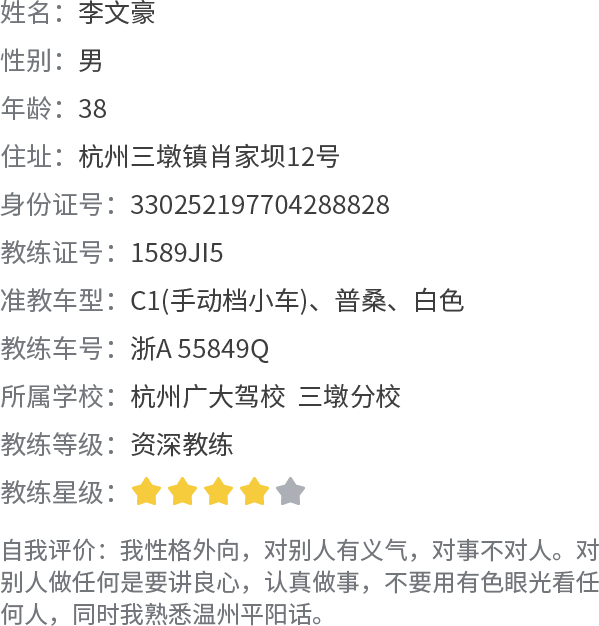 姓名：李文豪
性别：男
年龄：38
住址：杭州三墩镇肖家坝12号
身份证号：330252197704288828
教练证号：1589JI5
准教车型：C1(手动档小车)、普桑、白色
教练车号：浙A 55849Q
所属学校：杭州广大驾校 三墩分校
教练等级：资深教练
教练星级：
自我评价：我性格外向，对别人有义气，对事不对人。对
别人做任何是要讲良心，认真做事，不要用有色眼光看任
何人，同时我熟悉温州平阳话。